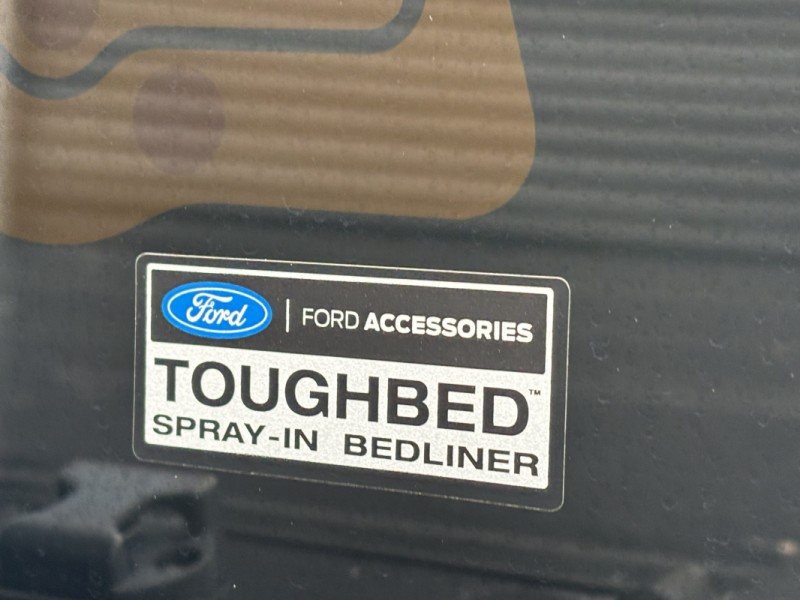 Ford | FORD ACCESSORIES
TOUGHBED™
SPRAY-IN BEDLINER